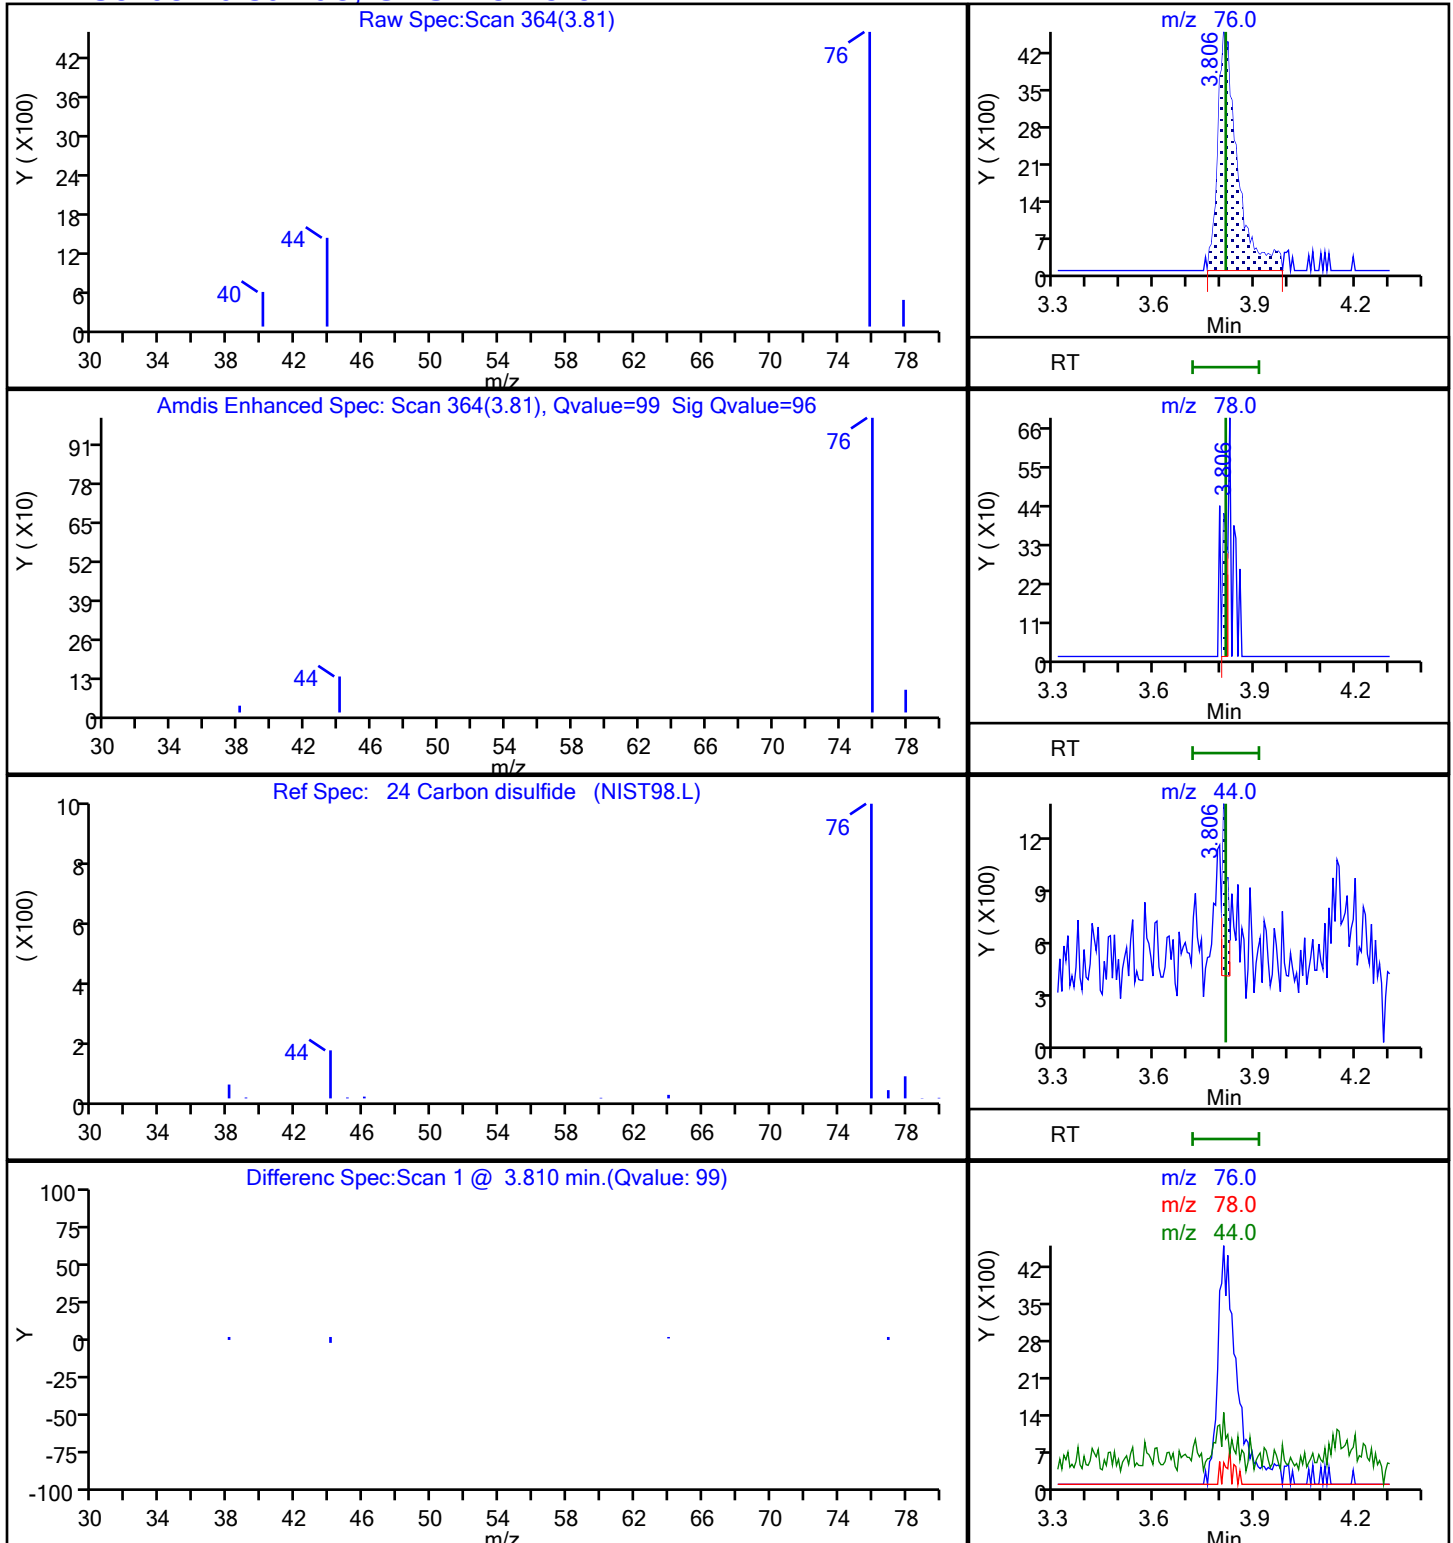 Raw Spec:Scan 364(3.81)
Y ( X100)
42
36
30
24
18
12
6
0
76
44
40
30 34 38 42 46 50 54 58 62 66 70 74 78
m/z
m/z 76.0
Y ( X100)
42
35
28
21
14
7
0
3.806
3.3 3.6 3.9 4.2
Min
RT
Amdis Enhanced Spec: Scan 364(3.81), Qvalue=99 Sig Qvalue=96
Y ( X10)
91
78
65
52
39
26
13
0
76
44
30 34 38 42 46 50 54 58 62 66 70 74 78
m/z
m/z 78.0
Y ( X10)
66
55
44
33
22
11
0
3.806
3.3 3.6 3.9 4.2
Min
RT
Ref Spec: 24 Carbon disulfide (NIST98.L)
( X100)
10
8
6
4
2
0
76
44
30 34 38 42 46 50 54 58 62 66 70 74 78
m/z 44.0
Y ( X100)
12
9
6
3
0
3.806
3.3 3.6 3.9 4.2
Min
RT
Differenc Spec:Scan 1 @ 3.810 min.(Qvalue: 99)
Y
100
75
50
25
0
-25
-50
-75
-100
30 34 38 42 46 50 54 58 62 66 70 74 78
m/z
m/z 76.0
m/z 78.0
m/z 44.0
Y ( X100)
42
35
28
21
14
7
0
3.3 3.6 3.9 4.2
Min